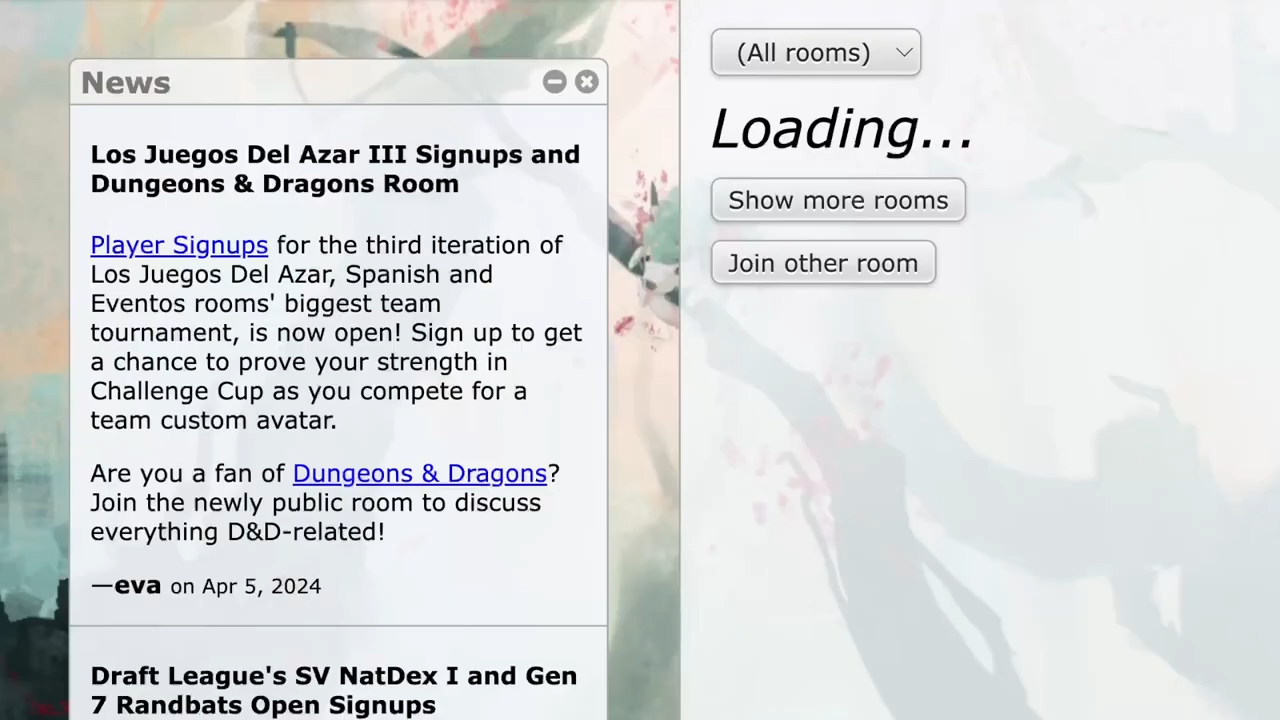 News
Los Juegos Del Azar III Signups and
Dungeons & Dragons Room
Player Signups for the third iteration of
Los Juegos Del Azar, Spanish and
Eventos rooms' biggest team
tournament, is now open! Sign up to get
a chance to prove your strength in
Challenge Cup as you compete for a
team custom avatar.
Are you a fan of Dungeons & Dragons?
Join the newly public room to discuss
everything D&D-related!
—eva on Apr 5, 2024
Draft League's SV NatDex I and Gen
7 Randbats Open Signups
(All rooms)
Loading...
Show more rooms
Join other room